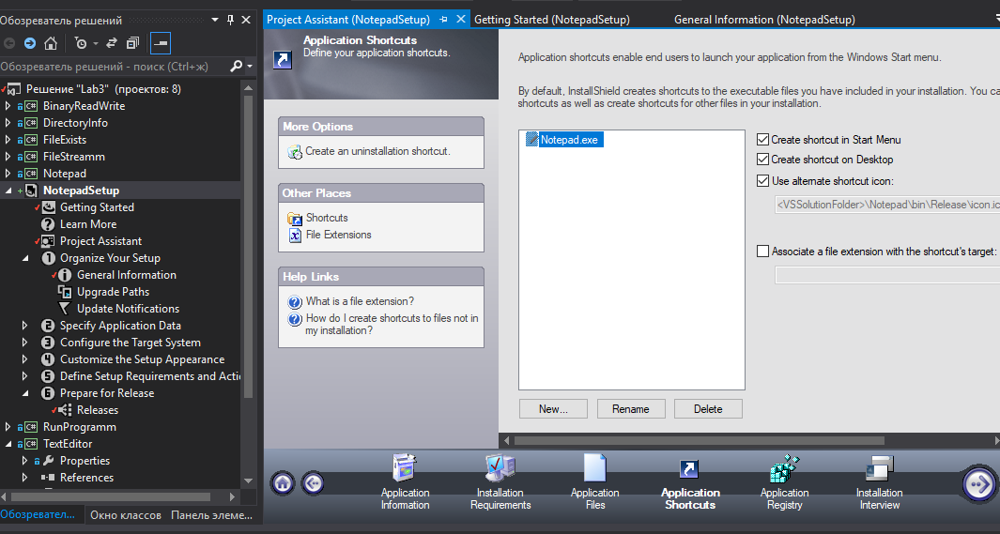 Обозреватель решений
Обозреватель решений - поиск (Ctrl+ж)
Решение "Lab3" (проектов: 8)
BinaryReadWrite
DirectoryInfo
FileExists
FileStreamm
Notepad
NotepadSetup
Getting Started
Learn More
Project Assistant
1 Organize Your Setup
General Information
Upgrade Paths
Update Notifications
2 Specify Application Data
3 Configure the Target System
4 Customize the Setup Appearance
5 Define Setup Requirements and Actio
6 Prepare for Release
Releases
RunProgramm
TextEditor
Properties
References
Обозревател... Окно классов Панель элеме...
Project Assistant (NotepadSetup) Getting Started (NotepadSetup) General Information (NotepadSetup)
Application Shortcuts
Define your application shortcuts.
More Options
Create an uninstallation shortcut.
Other Places
Shortcuts
File Extensions
Help Links
What is a file extension?
How do I create shortcuts to files not in
my installation?
Application shortcuts enable end users to launch your application from the Windows Start menu.
By default, InstallShield creates shortcuts to the executable files you have included in your installation. You ca
shortcuts as well as create shortcuts for other files in your installation.
Notepad.exe
Create shortcut in Start Menu
Create shortcut on Desktop
Use alternate shortcut icon:
<VSSolutionFolder>\Notepad\bin\Release\icon.ic
Associate a file extension with the shortcut's target:
New... Rename Delete
Application
Information
Installation
Requirements
Application
Files
Application
Shortcuts
Application
Registry
Installation
Interview